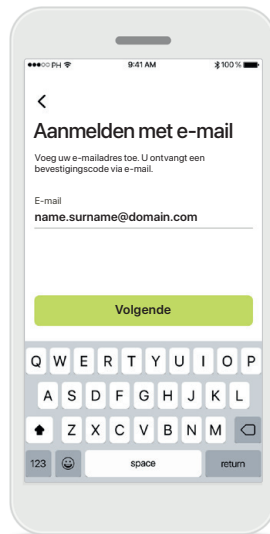 PH 9:41 AM 100%
Aanmelden met e-mail
Voeg uw e-mailadres toe. U ontvangt een
bevestigingscode via e-mail.
E-mail
name.surname@domain.com
Volgende
Q W E R T Y U I O P
A S D F G H J K L
Z X C V B N M
123 space return